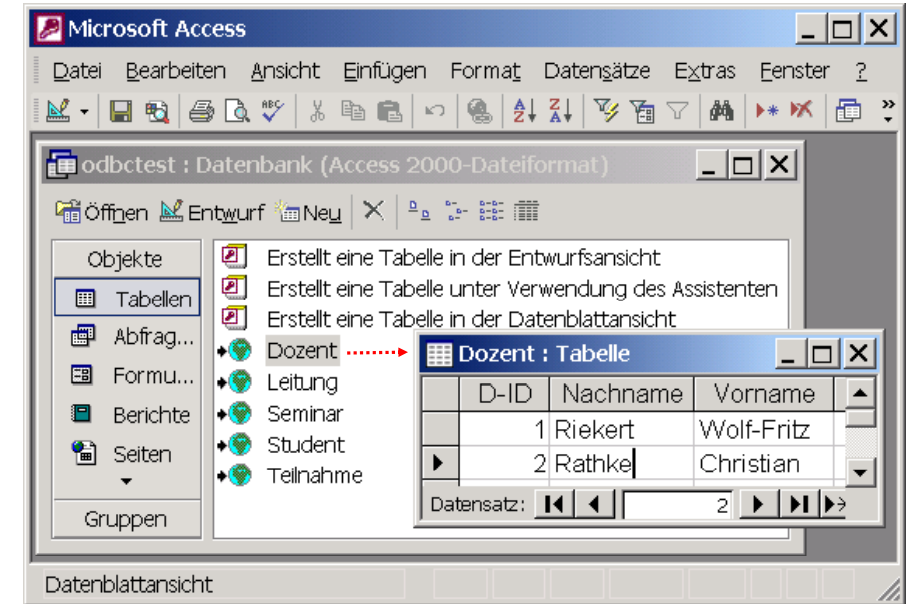 Microsoft Access
Datei Bearbeiten Ansicht Einfügen Format Datensätze Extras Fenster ?
odbctest : Datenbank (Access 2000-Dateiformat)
Öffnen Entwurf Neu
Objekte
Tabellen
Abfrag...
Formu...
Berichte
Seiten
Gruppen
Erstellt eine Tabelle in der Entwurfsansicht
Erstellt eine Tabelle unter Verwendung des Assistenten
Erstellt eine Tabelle in der Datenblattansicht
Dozent
Leitung
Seminar
Student
Teilnahme
Dozent : Tabelle
D-ID Nachname Vorname
1 Riekert Wolf-Fritz
2 Rathke Christian
Datensatz: 2
Datenblattansicht